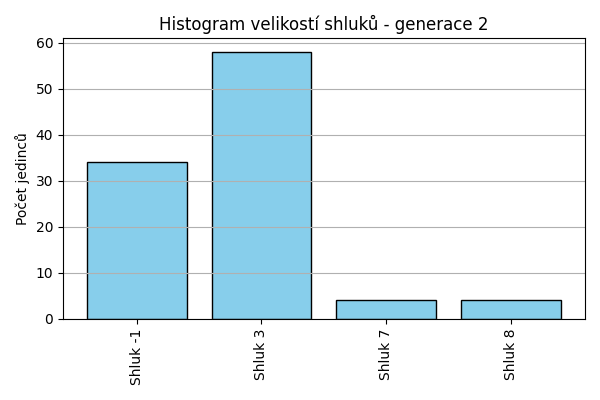 Histogram velikostí shluků - generace 2
Počet jedinců
60
50
40
30
20
10
0
Shluk -1
Shluk 3
Shluk 7
Shluk 8